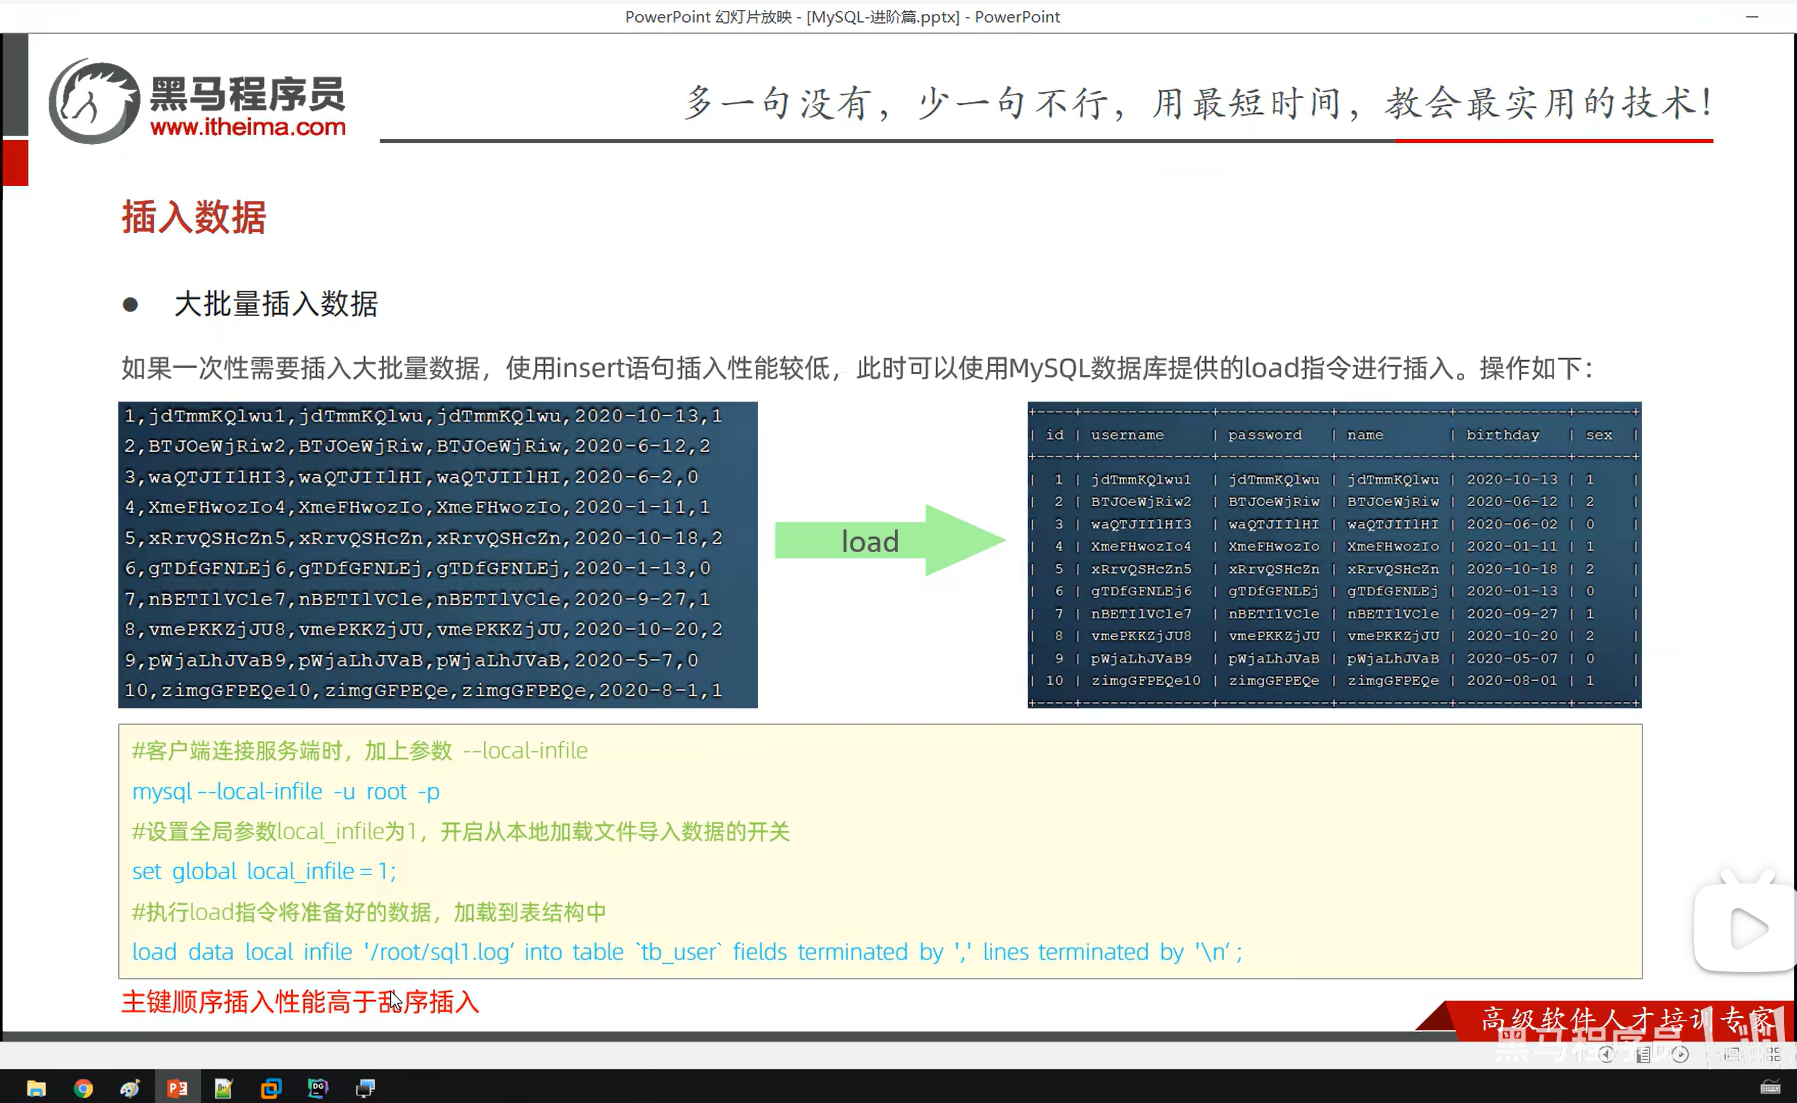 PowerPoint 幻灯片放映 - [MySQL-进阶篇.pptx] - PowerPoint
黑马程序员
www.itheima.com
多一句没有，少一句不行，用最短时间，教会最实用的技术！
插入数据
● 大批量插入数据
如果一次性需要插入大批量数据，使用insert语句插入性能较低，此时可以使用MySQL数据库提供的load指令进行插入。操作如下：
1,jdTmmKQlwu1,jdTmmKQlwu,jdTmmKQlwu,2020-10-13,1
2,BTJOeWjRiw2,BTJOeWjRiw,BTJOeWjRiw,2020-6-12,2
3,waQTJIIlHI3,waQTJIIlHI,waQTJIIlHI,2020-6-2,0
4,XmeFHwozIo4,XmeFHwozIo,XmeFHwozIo,2020-1-11,1
5,xRrvQSHcZn5,xRrvQSHcZn,xRrvQSHcZn,2020-10-18,2
6,gTDfGFNLEj6,gTDfGFNLEj,gTDfGFNLEj,2020-1-13,0
7,nBETIlVCle7,nBETIlVCle,nBETIlVCle,2020-9-27,1
8,vmePKKZjJU8,vmePKKZjJU,vmePKKZjJU,2020-10-20,2
9,pWjaLhJVaB9,pWjaLhJVaB,pWjaLhJVaB,2020-5-7,0
10,zimgGFPEQe10,zimgGFPEQe,zimgGFPEQe,2020-8-1,1
load
| id | username | password | name | birthday | sex |
| 1 | jdTmmKQlwu1 | jdTmmKQlwu | jdTmmKQlwu | 2020-10-13 | 1 |
| 2 | BTJOeWjRiw2 | BTJOeWjRiw | BTJOeWjRiw | 2020-06-12 | 2 |
| 3 | waQTJIIlHI3 | waQTJIIlHI | waQTJIIlHI | 2020-06-02 | 0 |
| 4 | XmeFHwozIo4 | XmeFHwozIo | XmeFHwozIo | 2020-01-11 | 1 |
| 5 | xRrvQSHcZn5 | xRrvQSHcZn | xRrvQSHcZn | 2020-10-18 | 2 |
| 6 | gTDfGFNLEj6 | gTDfGFNLEj | gTDfGFNLEj | 2020-01-13 | 0 |
| 7 | nBETIlVCle7 | nBETIlVCle | nBETIlVCle | 2020-09-27 | 1 |
| 8 | vmePKKZjJU8 | vmePKKZjJU | vmePKKZjJU | 2020-10-20 | 2 |
| 9 | pWjaLhJVaB9 | pWjaLhJVaB | pWjaLhJVaB | 2020-05-07 | 0 |
| 10 | zimgGFPEQe10 | zimgGFPEQe | zimgGFPEQe | 2020-08-01 | 1 |
#客户端连接服务端时，加上参数 --local-infile
mysql --local-infile -u root -p
#设置全局参数local_infile为1，开启从本地加载文件导入数据的开关
set global local_infile = 1;
#执行load指令将准备好的数据，加载到表结构中
load data local infile '/root/sql1.log’ into table `tb_user` fields terminated by ',' lines terminated by '\n’ ;
主键顺序插入性能高于乱序插入
高级软件人才培训专家
黑马程序员